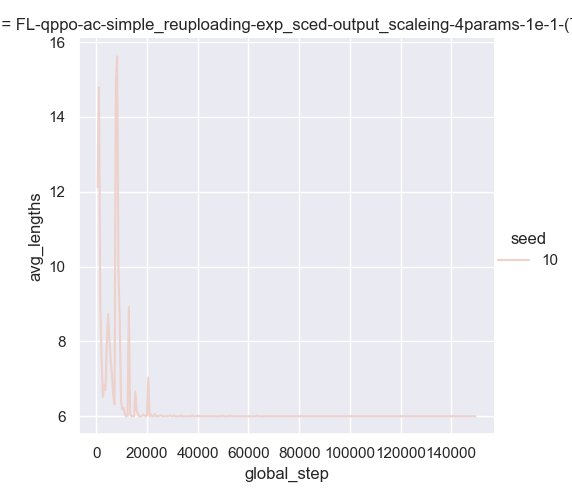 = FL-qppo-ac-simple_reuploading-exp_sced-output_scaleing-4params-1e-1-(
16
14
12
10
8
6
avg_lengths
0 20000 40000 60000 80000 100000 120000 140000
global_step
seed
10